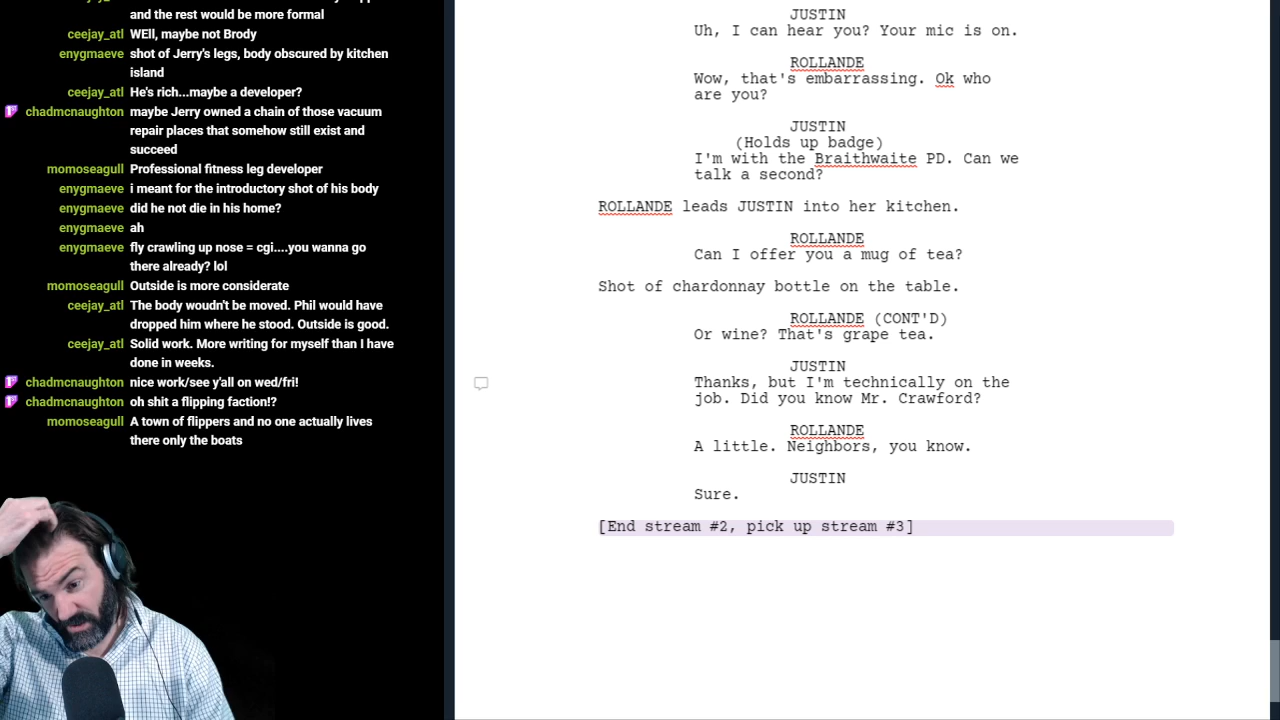 and the rest would be more formal
ceejay_atl WEll, maybe not Brody
enygmaeve shot of Jerry's legs, body obscured by kitchen
island
ceejay_atl He's rich...maybe a developer?
chadmcnaughton maybe Jerry owned a chain of those vacuum
repair places that somehow still exist and
succeed
momoseagull Professional fitness leg developer
enygmaeve i meant for the introductory shot of his body
enygmaeve did he not die in his home?
enygmaeve ah
enygmaeve fly crawling up nose = cgi....you wanna go
there already? lol
momoseagull Outside is more considerate
ceejay_atl The body woudn't be moved. Phil would have
dropped him where he stood. Outside is good.
ceejay_atl Solid work. More writing for myself than I have
done in weeks.
chadmcnaughton nice work/see y'all on wed/fri!
chadmcnaughton oh shit a flipping faction!?
momoseagull A town of flippers and no one actually lives
there only the boats
JUSTIN
Uh, I can hear you? Your mic is on.
ROLLANDE
Wow, that's embarrassing. Ok who
are you?
JUSTIN
(Holds up badge)
I'm with the Braithwaite PD. Can we
talk a second?
ROLLANDE leads JUSTIN into her kitchen.
ROLLANDE
Can I offer you a mug of tea?
Shot of chardonnay bottle on the table.
ROLLANDE (CONT'D)
Or wine? That's grape tea.
JUSTIN
Thanks, but I'm technically on the
job. Did you know Mr. Crawford?
ROLLANDE
A little. Neighbors, you know.
JUSTIN
Sure.
[End stream #2, pick up stream #3]